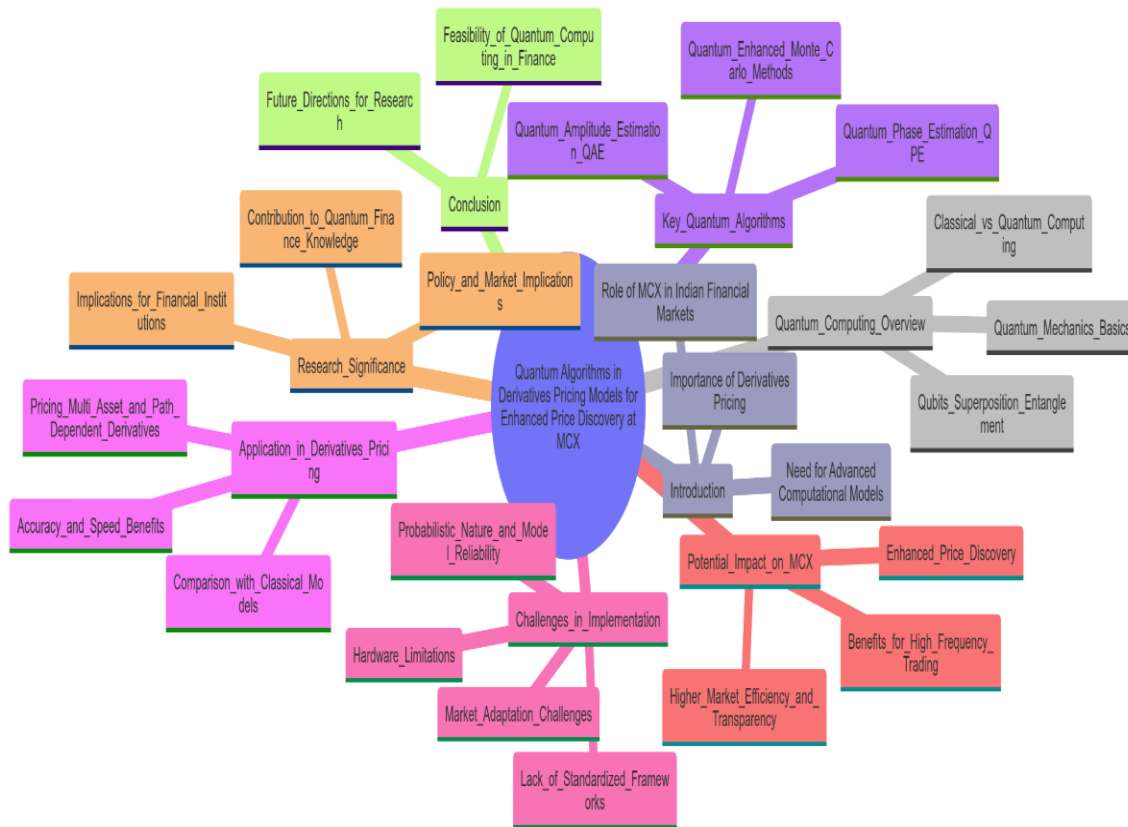 Feasibility_of_Quantum_Compu
ting_in_Finance
Future_Directions_for_Researc
h
Conclusion
Quantum_Enhanced_Monte_C
arlo_Methods
Quantum_Amplitude_Estimatio
n_QAE
Quantum_Phase_Estimation_Q
PE
Key_Quantum_Algorithms
Contribution_to_Quantum_Fina
nce_Knowledge
Implications_for_Financial_Instit
utions
Policy_and_Market_Implication
s
Research_Significance
Role of MCX in Indian Financial
Markets
Importance of Derivatives
Pricing
Need for Advanced
Computational Models
Introduction
Classical_vs_Quantum_Comput
ing
Quantum_Computing_Overview
Quantum_Mechanics_Basics
Qubits_Superposition_Entangle
ment
Quantum Algorithms in
Derivatives Pricing Models for
Enhanced Price Discovery at
MCX
Pricing_Multi_Asset_and_Path_
Dependent_Derivatives
Application_in_Derivatives_Pric
ing
Accuracy_and_Speed_Benefits
Comparison_with_Classical_Mo
dels
Probabilistic_Nature_and_Mode
l_Reliability
Challenges_in_Implementation
Hardware_Limitations
Market_Adaptation_Challenges
Lack_of_Standardized_Framew
orks
Potential_Impact_on_MCX
Enhanced_Price_Discovery
Benefits_for_High_Frequency_
Trading
Higher_Market_Efficiency_and_
Transparency